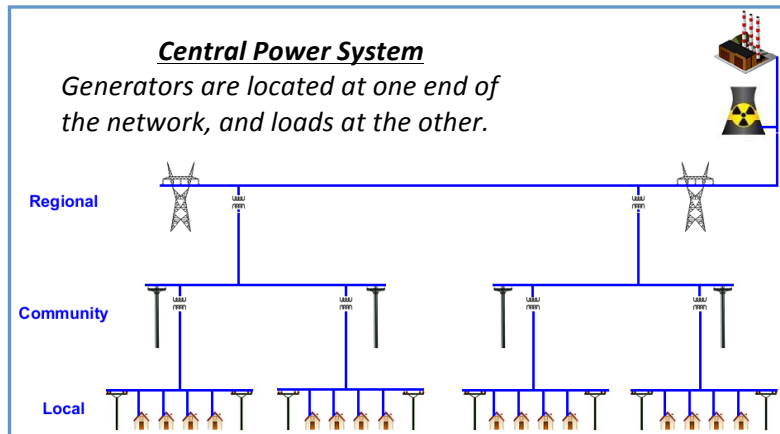 Central Power System
Generators are located at one end of
the network, and loads at the other.
Regional
Community
Local